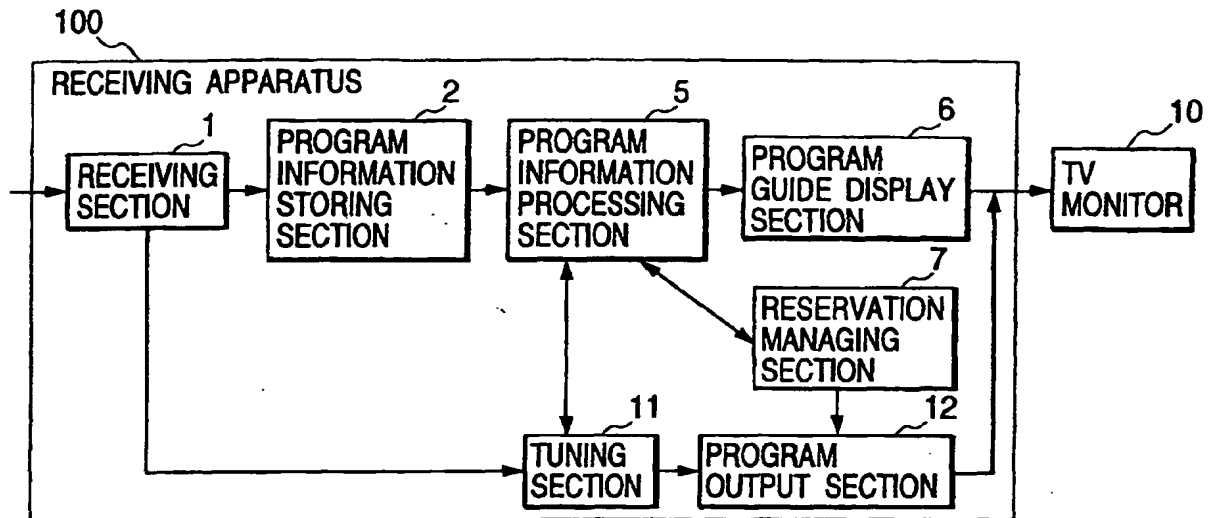 100
RECEIVING APPARATUS
1
RECEIVING
SECTION
2
PROGRAM
INFORMATION
STORING
SECTION
5
PROGRAM
INFORMATION
PROCESSING
SECTION
6
PROGRAM
GUIDE DISPLAY
SECTION
10
TV
MONITOR
7
RESERVATION
MANAGING
SECTION
11
TUNING
SECTION
12
PROGRAM
OUTPUT SECTION